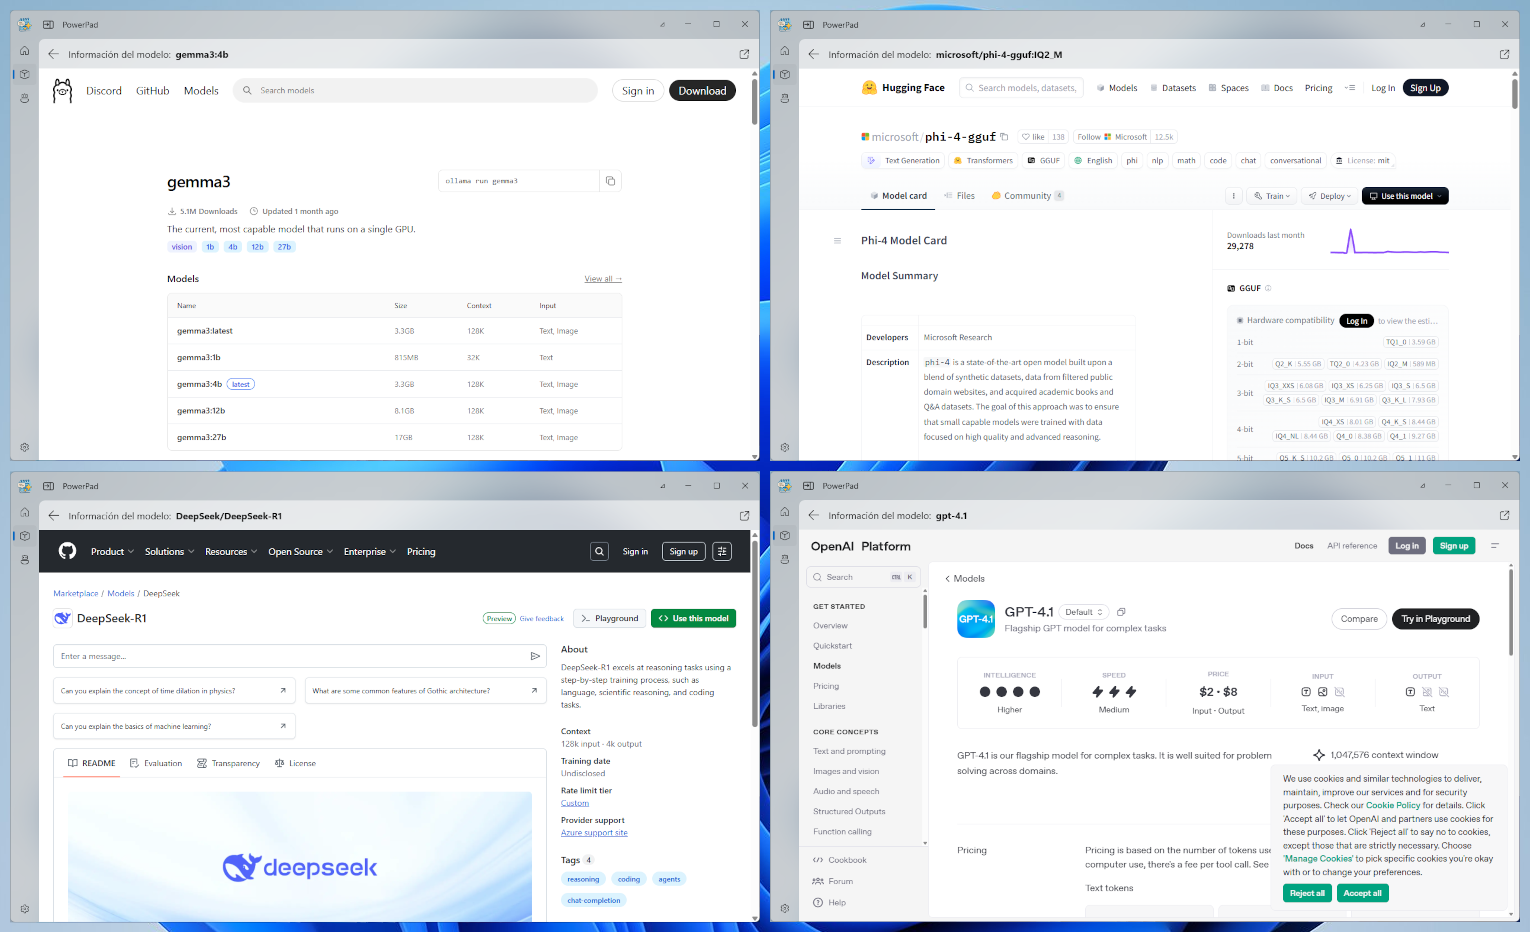 PowerPad
Información del modelo: gemma3:4b
Discord GitHub Models Search models Sign in Download
gemma3
ollama run gemma3
5.1M Downloads Updated 1 month ago
The current, most capable model that runs on a single GPU.
vision 1b 4b 12b 27b
Models View all →
Name Size Context Input
gemma3:latest 3.3GB 128K Text, Image
gemma3:1b 815MB 32K Text
gemma3:4b latest 3.3GB 128K Text, Image
gemma3:12b 8.1GB 128K Text, Image
gemma3:27b 17GB 128K Text, Image
PowerPad
Información del modelo: microsoft/phi-4-gguf:IQ2_M
Hugging Face Search models, datasets, Models Datasets Spaces Docs Pricing Log In Sign Up
microsoft/phi-4-gguf like 138 Follow Microsoft 12.5k
Text Generation Transformers GGUF English phi nlp math code chat conversational License: mit
Model card Files Community 4 Train Deploy Use this model
Phi-4 Model Card
Model Summary
Developers Microsoft Research
Description phi-4 is a state-of-the-art open model built upon a
blend of synthetic datasets, data from filtered public
domain websites, and acquired academic books and
Q&A datasets. The goal of this approach was to ensure
that small capable models were trained with data
focused on high quality and advanced reasoning.
Downloads last month
29,278
GGUF
Hardware compatibility Log In to view the esti...
1-bit TQ1_0 3.59 GB
2-bit Q2_K 5.55 GB TQ2_0 4.23 GB IQ2_M 589 MB
3-bit IQ3_XXS 6.08 GB IQ3_XS 6.25 GB IQ3_S 6.5 GB
Q3_K_S 6.5 GB IQ3_M 6.91 GB Q3_K_L 7.93 GB
4-bit IQ4_XS 8.01 GB Q4_K_S 8.44 GB
IQ4_NL 8.44 GB Q4_0 8.38 GB Q4_1 9.27 GB
5-bit Q5_K_S 10.2 GB Q5_0 10.2 GB Q5_1 11 GB
PowerPad
Información del modelo: DeepSeek/DeepSeek-R1
Product Solutions Resources Open Source Enterprise Pricing Sign in Sign up
Marketplace / Models / DeepSeek
DeepSeek-R1 Preview Give feedback Playground Use this model
Enter a message...
Can you explain the concept of time dilation in physics?
What are some common features of Gothic architecture?
Can you explain the basics of machine learning?
README Evaluation Transparency License
deepseek
About
DeepSeek-R1 excels at reasoning tasks using a
step-by-step training process, such as
language, scientific reasoning, and coding
tasks.
Context
128k input · 4k output
Training date
Undisclosed
Rate limit tier
Custom
Provider support
Azure support site
Tags 4
reasoning coding agents
chat-completion
PowerPad
Información del modelo: gpt-4.1
OpenAI Platform Docs API reference Log in Sign up
Search Ctrl K
GET STARTED
Overview
Quickstart
Models
Pricing
Libraries
CORE CONCEPTS
Text and prompting
Images and vision
Audio and speech
Structured Outputs
Function calling
Cookbook
Forum
Help
Models
GPT-4.1
GPT-4.1 Default
Flagship GPT model for complex tasks
Compare Try in Playground
INTELLIGENCE SPEED PRICE INPUT OUTPUT
$2 · $8
Higher Medium Input · Output Text, image Text
GPT-4.1 is our flagship model for complex tasks. It is well suited for problem
solving across domains.
1,047,576 context window
Pricing
Pricing is based on the number of tokens use
computer use, there's a fee per tool call. See
Text tokens
We use cookies and similar technologies to deliver,
maintain, improve our services and for security
purposes. Check our Cookie Policy for details. Click
'Accept all' to let OpenAI and partners use cookies for
these purposes. Click 'Reject all' to say no to cookies,
except those that are strictly necessary. Choose
'Manage Cookies' to pick specific cookies you're okay
with or to change your preferences.
Reject all Accept all